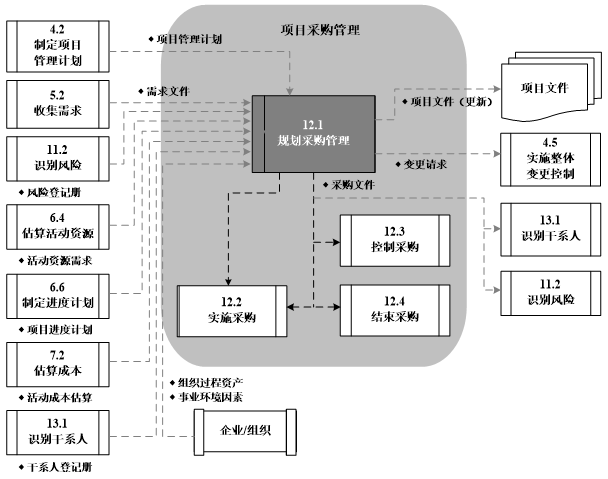 项目采购管理
4.2
制定项目
管理计划
◆ 项目管理计划
5.2
收集需求
◆ 需求文件
11.2
识别风险
◆ 风险登记册
6.4
估算活动资源
◆ 活动资源需求
6.6
制定进度计划
◆ 项目进度计划
7.2
估算成本
◆ 活动成本估算
13.1
识别干系人
◆ 干系人登记册
12.1
规划采购管理
◆ 采购文件
12.3
控制采购
12.2
实施采购
12.4
结束采购
◆ 组织过程资产
◆ 事业环境因素
企业/组织
◆ 项目文件（更新）
项目文件
◆ 变更请求
4.5
实施整体
变更控制
13.1
识别干系人
11.2
识别风险